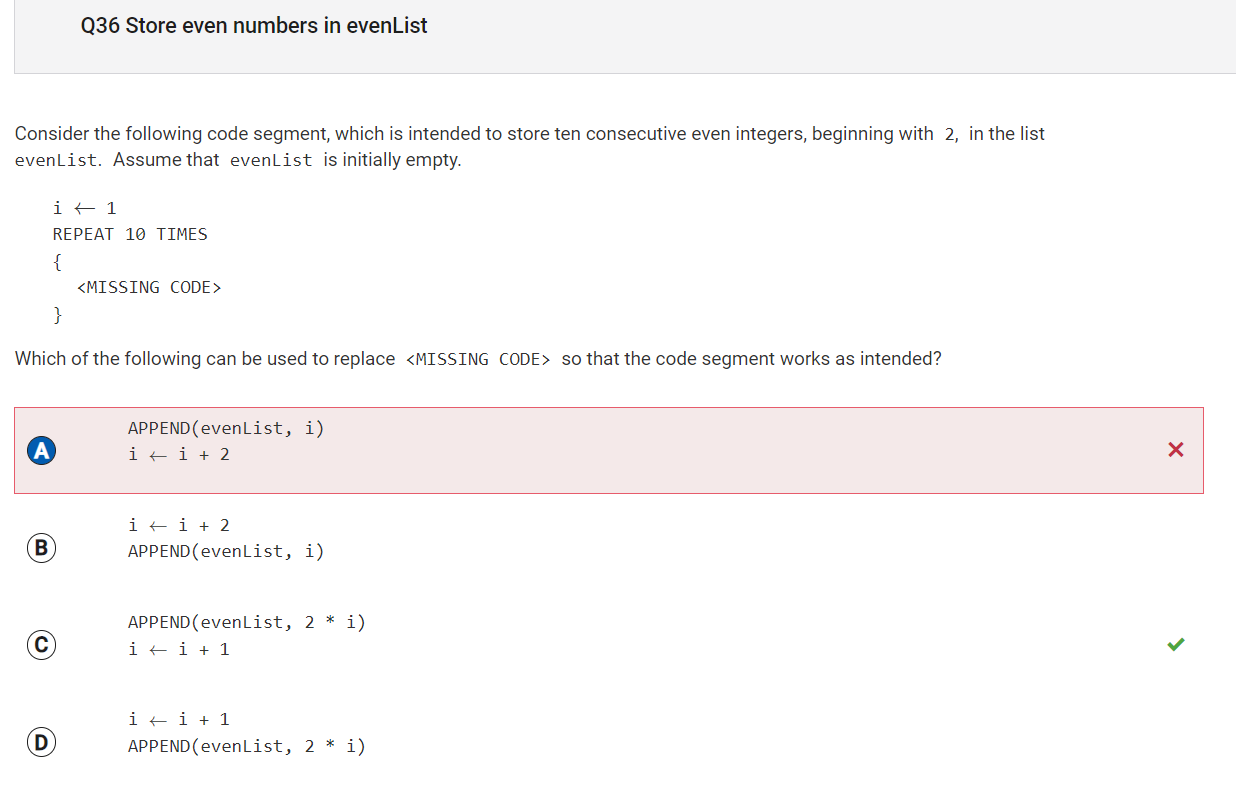 Q36 Store even numbers in evenList
Consider the following code segment, which is intended to store ten consecutive even integers, beginning with 2, in the list
evenList. Assume that evenList is initially empty.
i ← 1
REPEAT 10 TIMES
{
<MISSING CODE>
}
Which of the following can be used to replace <MISSING CODE> so that the code segment works as intended?
A
APPEND(evenList, i)
i ← i + 2
B
i ← i + 2
APPEND(evenList, i)
C
APPEND(evenList, 2 * i)
i ← i + 1
D
i ← i + 1
APPEND(evenList, 2 * i)